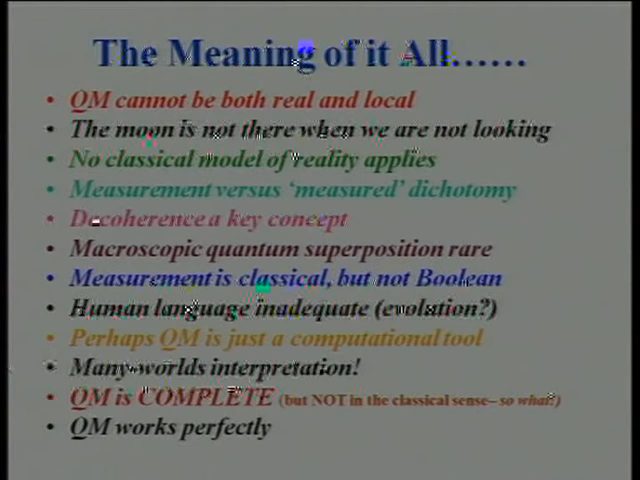 The Meaning of it All......
• QM cannot be both real and local
• The moon is not there when we are not looking
• No classical model of reality applies
• Measurement versus ‘measured’ dichotomy
• Decoherence a key concept
• Macroscopic quantum superposition rare
• Measurement is classical, but not Boolean
• Human language inadequate (evolution?)
• Perhaps QM is just a computational tool
• Many-worlds interpretation!
• QM is COMPLETE (but NOT in the classical sense– so what?)
• QM works perfectly